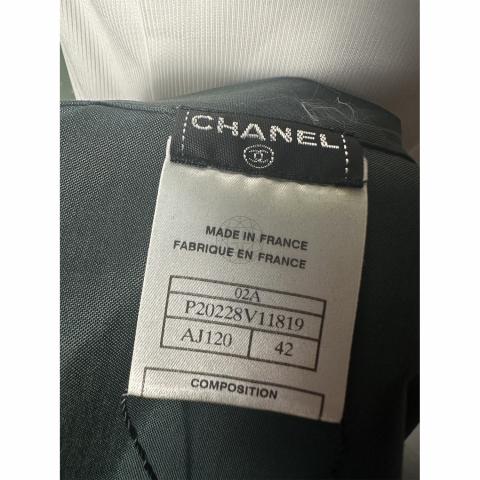 CHANEL
MADE IN FRANCE
FABRIQUE EN FRANCE
02A
P20228V11819
AJ120 42
COMPOSITION